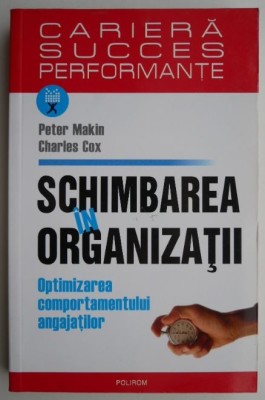 CARIERĂ
SUCCES
PERFORMANȚE
Peter Makin
Charles Cox
SCHIMBAREA
ÎN
ORGANIZAȚII
Optimizarea
comportamentului
angajaților
POLIROM